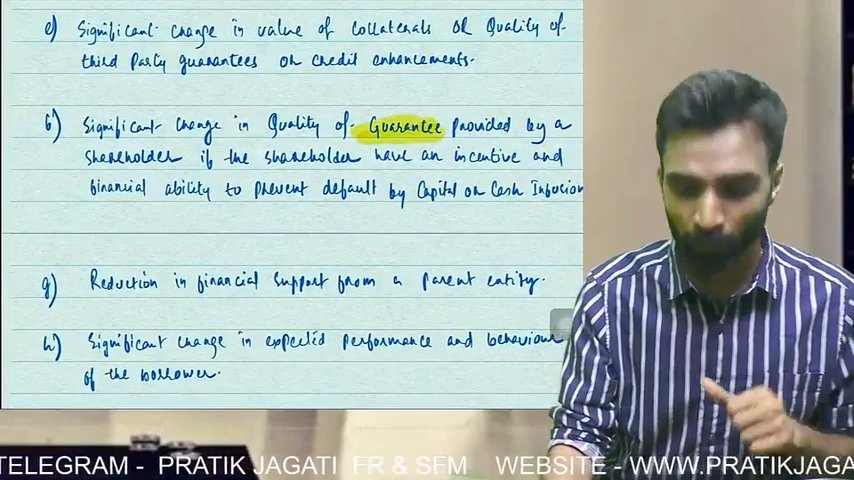 e) Significant change in value of collaterals OR Quality of
third Party guarantees or credit enhancements.
f) Significant change in Quality of Guarantee provided by a
shareholder if the shareholder have an incentive and
financial ability to prevent default by Capital or Cash Infusion
g) Reduction in financial support from a parent entity.
h) Significant change in expected performance and behaviour
of the borrower.
TELEGRAM - PRATIK JAGATI FR & SFM WEBSITE - WWW.PRATIKJAGA